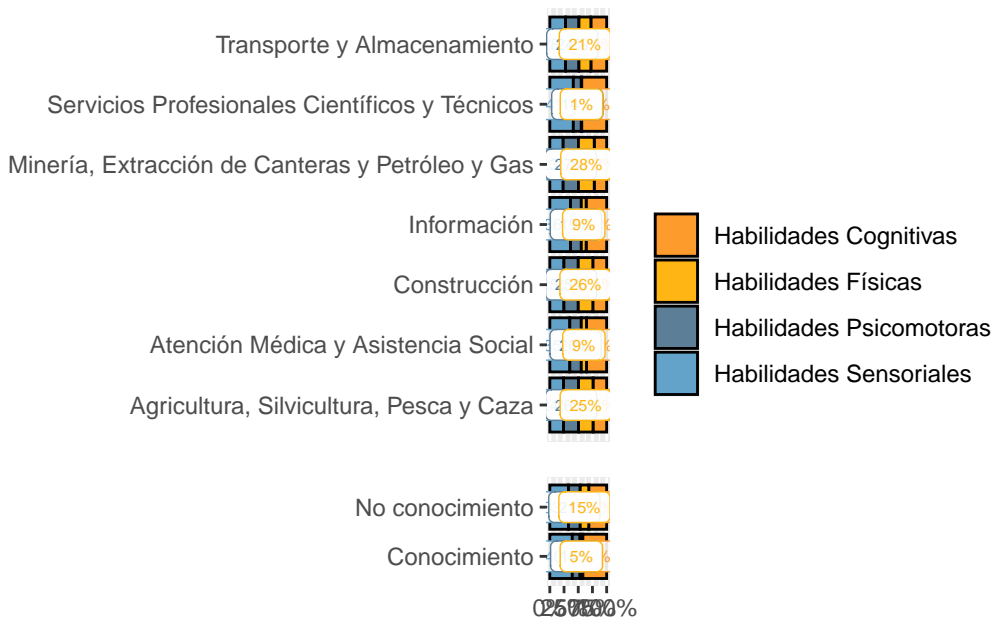 Transporte y Almacenamiento
21%
Servicios Profesionales Científicos y Técnicos
1%
Minería, Extracción de Canteras y Petróleo y Gas
28%
Información
9%
Construcción
26%
Atención Médica y Asistencia Social
9%
Agricultura, Silvicultura, Pesca y Caza
25%
Habilidades Cognitivas
Habilidades Físicas
Habilidades Psicomotoras
Habilidades Sensoriales
No conocimiento
15%
Conocimiento
5%